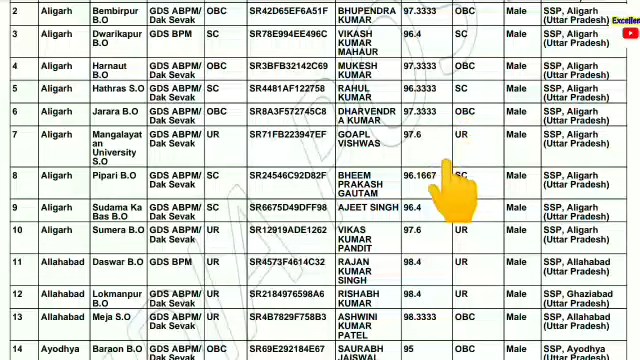 2 Aligarh Bembirpur B.O GDS ABPM/ Dak Sevak OBC SR42D65EF6A51F BHUPENDRA KUMAR 97.3333 OBC Male SSP, Aligarh (Uttar Pradesh)
Excellen
3 Aligarh Dwarikapur B.O GDS BPM SC SR78E994EE496C VIKASH KUMAR MAHAUR 96.4 SC Male SSP, Aligarh (Uttar Pradesh)
4 Aligarh Harnaut B.O GDS ABPM/ Dak Sevak OBC SR3BFB32142C69 MUKESH KUMAR 97.3333 OBC Male SSP, Aligarh (Uttar Pradesh)
5 Aligarh Hathras S.O GDS ABPM/ Dak Sevak SC SR4481AF122758 RAHUL KUMAR 96.3333 SC Male SSP, Aligarh (Uttar Pradesh)
6 Aligarh Jarara B.O GDS ABPM/ Dak Sevak OBC SR8A3F572745C8 DHARVENDR A KUMAR 97.3333 OBC Male SSP, Aligarh (Uttar Pradesh)
7 Aligarh Mangalayat an University S.O GDS ABPM/ Dak Sevak UR SR71FB223947EF GOAPL VISHWAS 97.6 UR Male SSP, Aligarh (Uttar Pradesh)
8 Aligarh Pipari B.O GDS ABPM/ Dak Sevak SC SR24546C92D82F BHEEM PRAKASH GAUTAM 96.1667 SC Male SSP, Aligarh (Uttar Pradesh)
9 Aligarh Sudama Ka Bas B.O GDS ABPM/ Dak Sevak SC SR6675D49DFF98 AJEET SINGH 96.4 Male SSP, Aligarh (Uttar Pradesh)
10 Aligarh Sumera B.O GDS ABPM/ Dak Sevak UR SR12919ADE1262 VIKAS KUMAR PANDIT 97.6 UR Male SSP, Aligarh (Uttar Pradesh)
11 Allahabad Daswar B.O GDS BPM UR SR4573F4614C32 RAJAN KUMAR SINGH 98.4 UR Male SSP, Allahabad (Uttar Pradesh)
12 Allahabad Lokmanpur B.O GDS ABPM/ Dak Sevak UR SR2184976598A6 RISHABH KUMAR 98.4 UR Male SSP, Ghaziabad (Uttar Pradesh)
13 Allahabad Meja S.O GDS ABPM/ Dak Sevak OBC SR4B7829F758B3 ASHWINI KUMAR PATEL 98.3333 OBC Male SSP, Allahabad (Uttar Pradesh)
14 Ayodhya Baraon B.O GDS ABPM/ Dak Sevak OBC SR69E292184E67 SAURABH JAISWAL 95 OBC Male SSP, Allahabad (Uttar Pradesh)